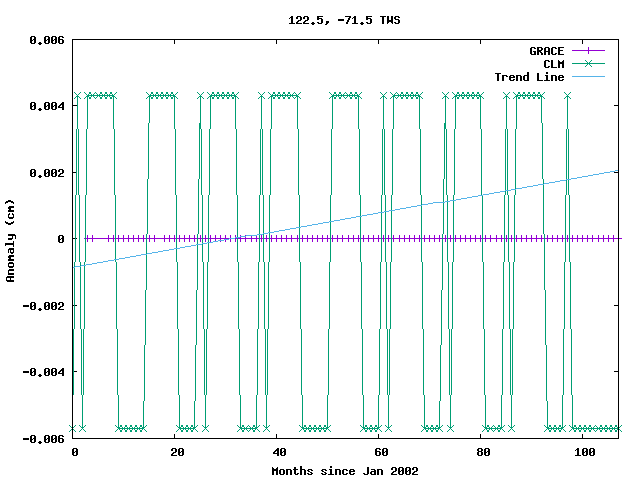 122.5, -71.5 TWS
0.006
GRACE
CLM
Trend Line
0.004
0.002
0
-0.002
-0.004
-0.006
Anomaly (cm)
0 20 40 60 80 100
Months since Jan 2002